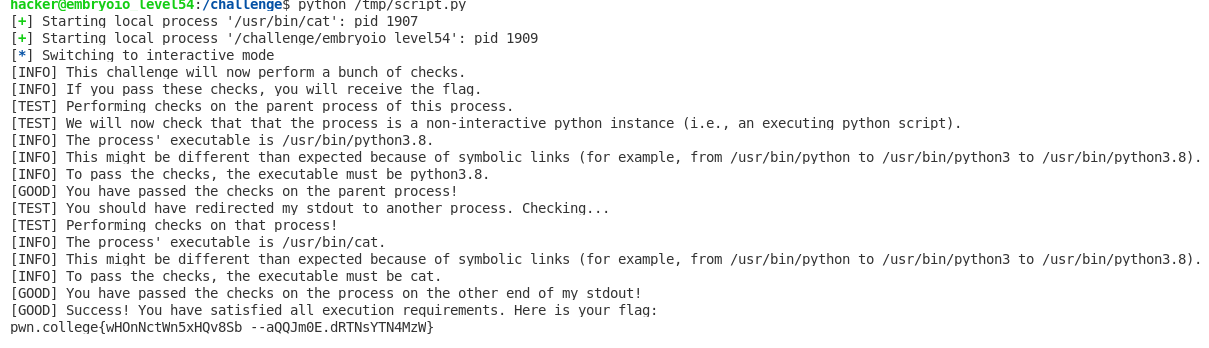 hacker@embryoio_level54:/challenge$ python /tmp/script.py
[+] Starting local process '/usr/bin/cat': pid 1907
[+] Starting local process '/challenge/embryoio_level54': pid 1909
[*] Switching to interactive mode
[INFO] This challenge will now perform a bunch of checks.
[INFO] If you pass these checks, you will receive the flag.
[TEST] Performing checks on the parent process of this process.
[TEST] We will now check that that the process is a non-interactive python instance (i.e., an executing python script).
[INFO] The process' executable is /usr/bin/python3.8.
[INFO] This might be different than expected because of symbolic links (for example, from /usr/bin/python to /usr/bin/python3 to /usr/bin/python3.8).
[INFO] To pass the checks, the executable must be python3.8.
[GOOD] You have passed the checks on the parent process!
[TEST] You should have redirected my stdout to another process. Checking...
[TEST] Performing checks on that process!
[INFO] The process' executable is /usr/bin/cat.
[INFO] This might be different than expected because of symbolic links (for example, from /usr/bin/python to /usr/bin/python3 to /usr/bin/python3.8).
[INFO] To pass the checks, the executable must be cat.
[GOOD] You have passed the checks on the process on the other end of my stdout!
[GOOD] Success! You have satisfied all execution requirements. Here is your flag:
pwn.college{wHOnNctWn5xHQv8Sb_--aQQJm0E.dRTNsYTN4MzW}